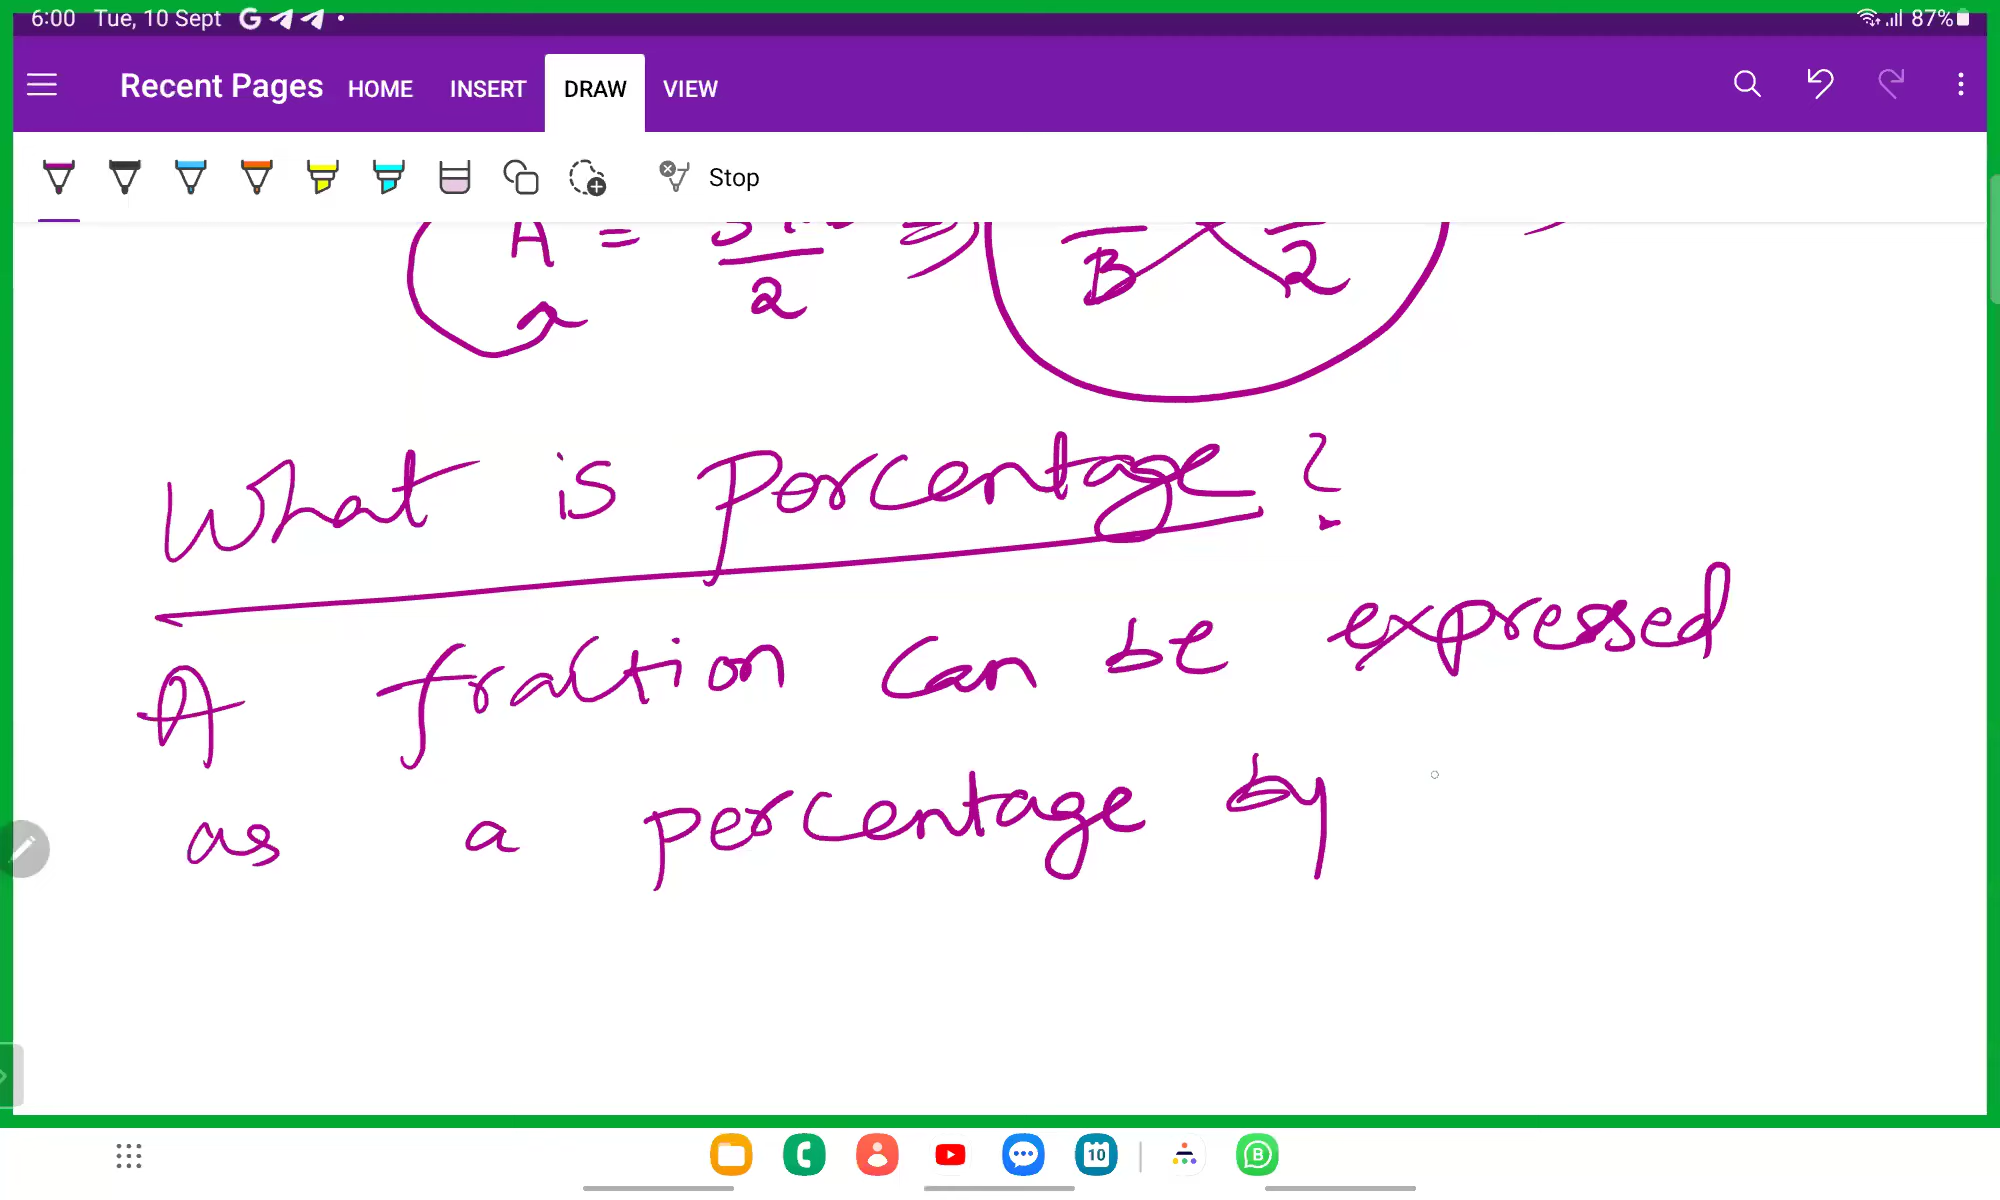 6:00 Tue, 10 Sept 87%
Recent Pages HOME INSERT DRAW VIEW
Stop
A =
2 B 2
What is Percentage?
A fraction can be expressed
as a percentage by
10